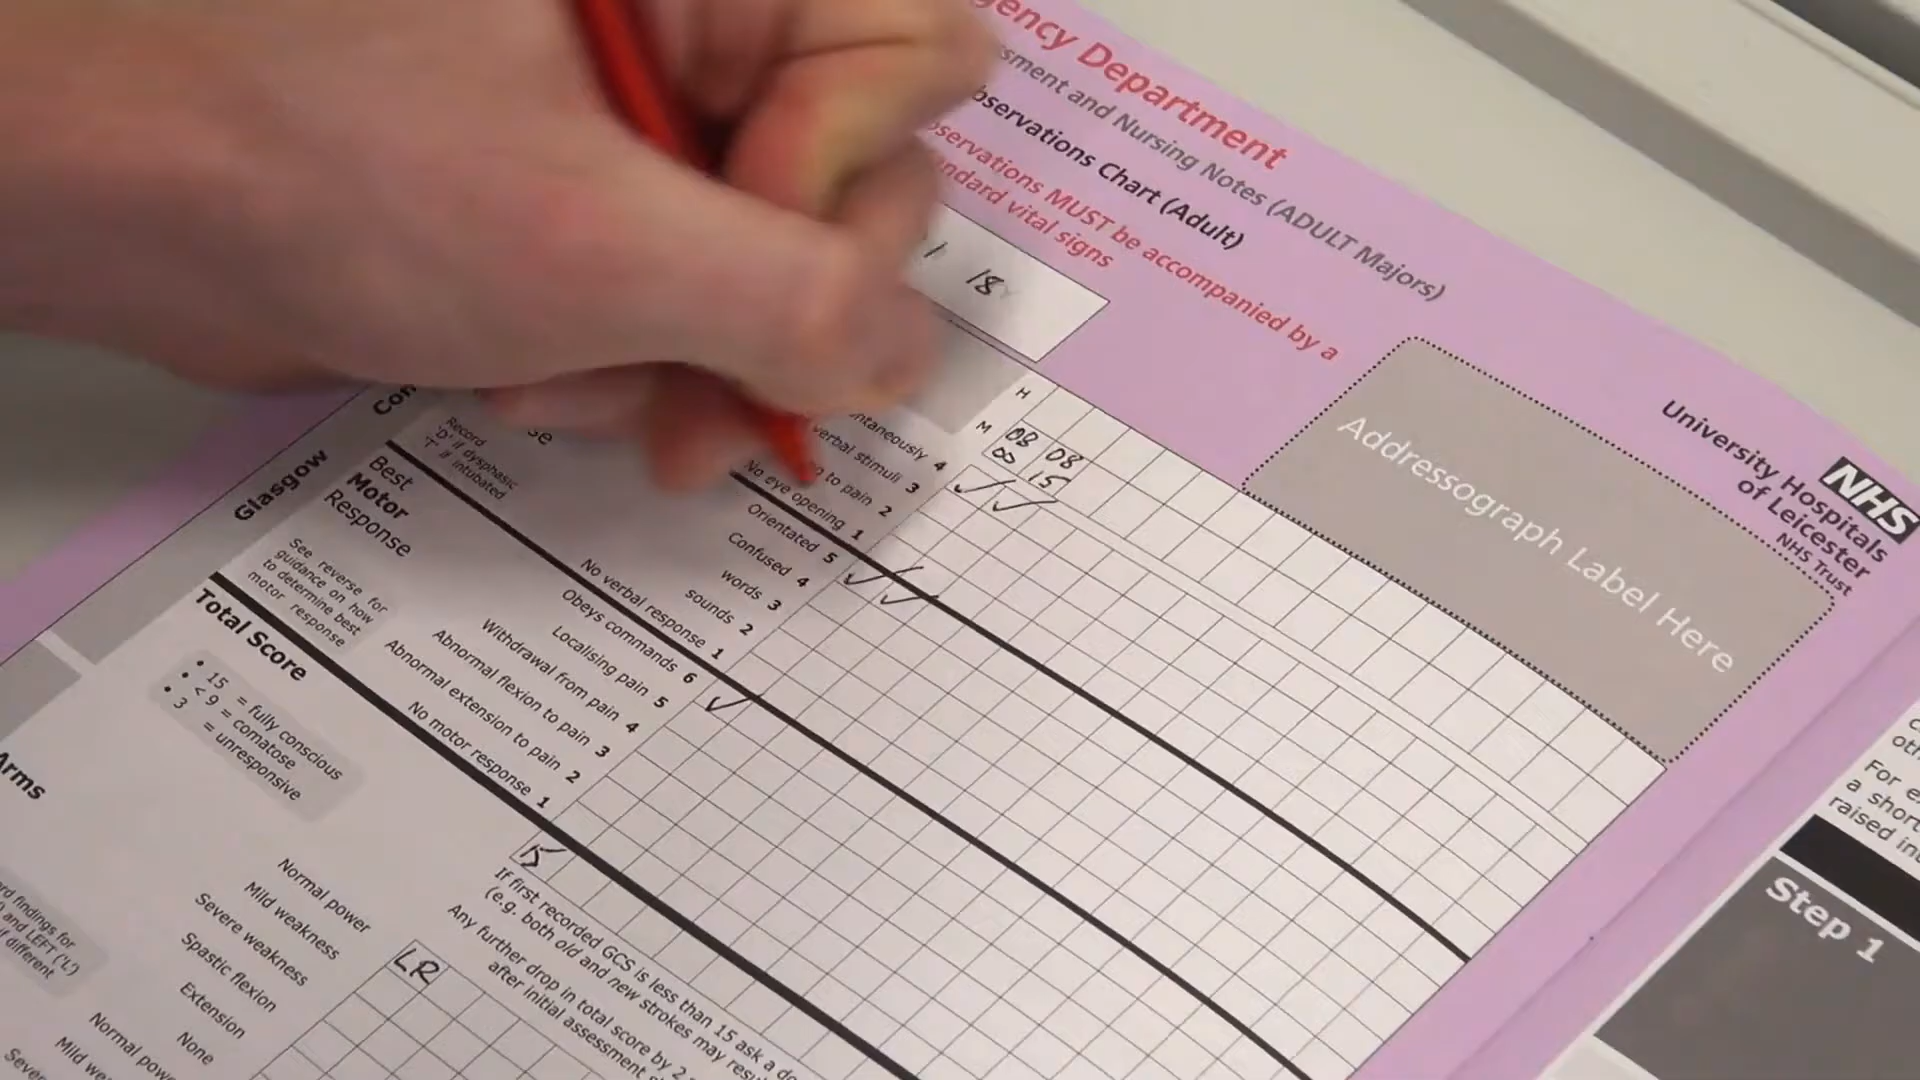 Department
and Nursing Notes (ADULT Majors)
Chart (Adult)
MUST be accompanied by a
vital signs
18
H
M
08 08
00 15
4
verbal stimuli 3
to pain 2
No eye opening 1
Orientated 5
Confused 4
words 3
sounds 2
No verbal response 1
Obeys commands 6
Localising pain 5
Withdrawal from pain 4
Abnormal flexion to pain 3
Abnormal extension to pain 2
No motor response 1
Glasgow
Record
'D' if dysphasic
'T' if intubated
Best
Motor
Response
See reverse for
guidance on how
to determine best
motor response
Total Score
• 15 = fully conscious
• < 9 = comatose
• 3 = unresponsive
15
If first recorded GCS is less than 15 ask a
(e.g. both old and new strokes may
Any further drop in total score by 2
after initial assessment
Arms
Normal power
Mild weakness
Severe weakness
Spastic flexion
Extension
None
findings for
and LEFT ('L')
if different
LR
Normal
Mild
Addressograph Label Here
NHS
University Hospitals
of Leicester
NHS Trust
For
a short
raised
Step 1